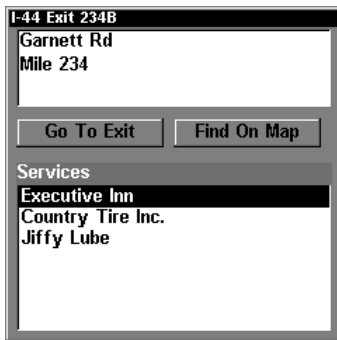 I-44 Exit 234B
Garnett Rd
Mile 234
Go To Exit
Find On Map
Services
Executive Inn
Country Tire Inc.
Jiffy Lube